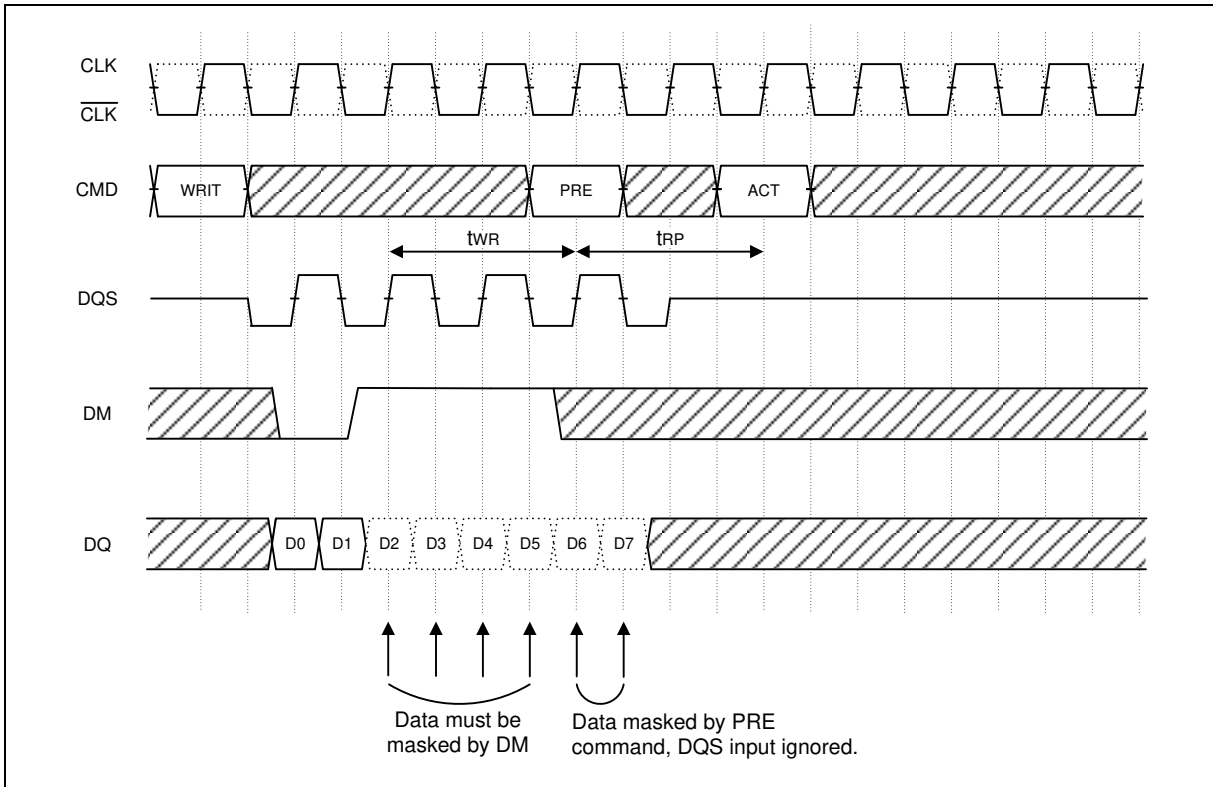 CLK
CLK
CMD
WRIT
PRE
ACT
tWR
tRP
DQS
DM
DQ
D0
D1
D2
D3
D4
D5
D6
D7
Data must be
masked by DM
Data masked by PRE
command, DQS input ignored.